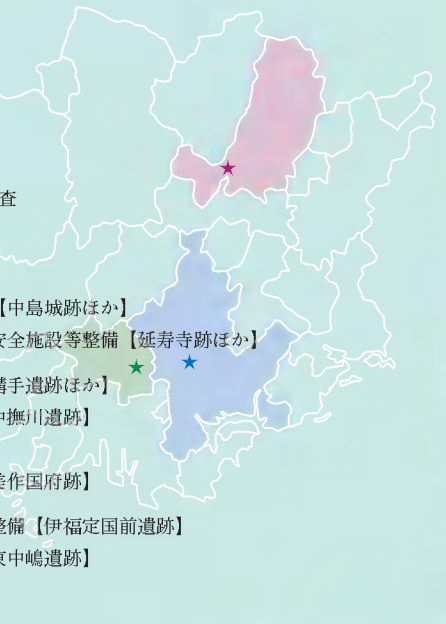 査
【中島城跡ほか】
安全施設等整備【延寿寺跡ほか】
手遺跡ほか】
中撫川遺跡】
美作国府跡】
整備【伊福定国前遺跡】
東中嶋遺跡】